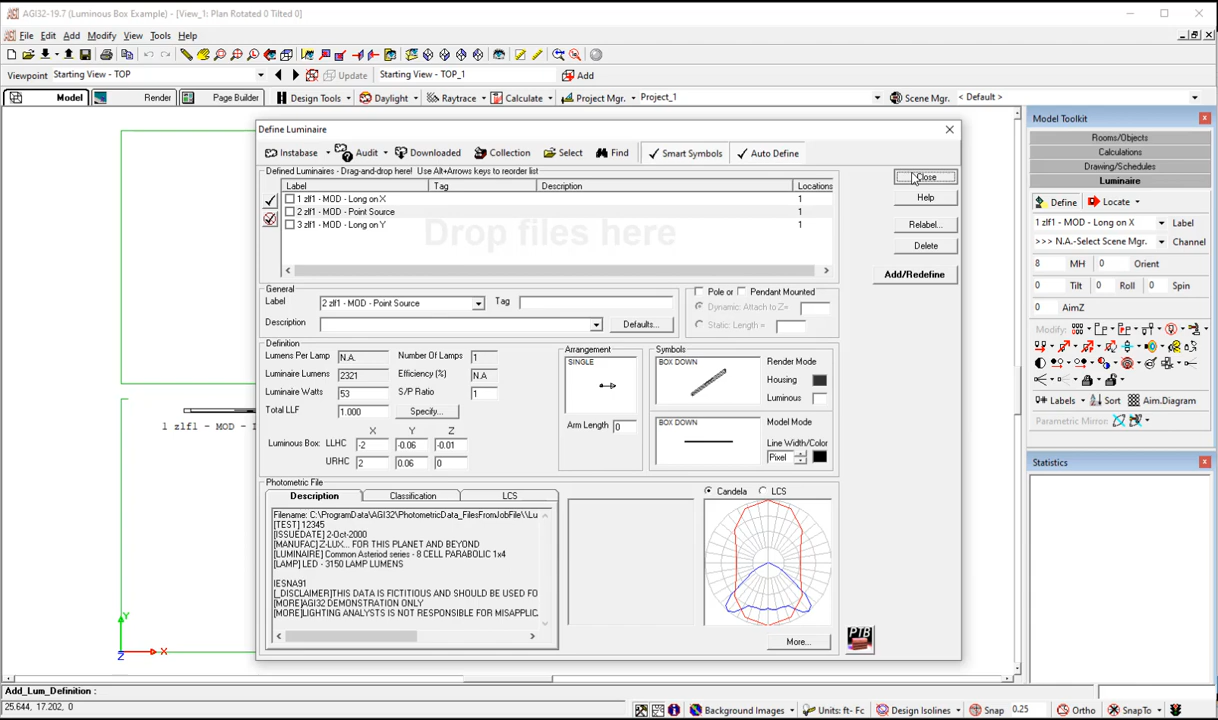 AGI32-19.7 (Luminous Box Example) - [View_1: Plan Rotated 0 Tilted 0]
File Edit Add Modify View Tools Help
Viewpoint Starting View - TOP Update Starting View - TOP_1 Add
Model Render Page Builder Design Tools Daylight Raytrace Calculate Project Mgr. Project_1 Scene Mgr. < Default >
Define Luminaire
Instabase Audit Downloaded Collection Select Find Smart Symbols Auto Define
Defined Luminaires - Drag-and-drop here! Use Alt+Arrows keys to reorder list
Label Tag Description Locations
1 zlf1 - MOD - Long on X 1
2 zlf1 - MOD - Point Source 1
3 zlf1 - MOD - Long on Y 1
Drop files here
Close
Help
Relabel...
Delete
Add/Redefine
General
Label 2 zlf1 - MOD - Point Source Tag
Description Defaults...
Pole or Pendant Mounted
Dynamic: Attach to Z=
Static: Length =
Definition
Lumens Per Lamp N.A. Number Of Lamps 1
Luminaire Lumens 2321 Efficiency (%) N.A
Luminaire Watts 53 S/P Ratio 1
Total LLF 1.000 Specify...
X Y Z
Luminous Box: LLHC -2 -0.06 -0.01
URHC 2 0.06 0
Arrangement
SINGLE
Arm Length 0
Symbols
BOX DOWN
Render Mode
Housing
Luminous
BOX DOWN
Model Mode
Line Width/Color
Pixel
Photometric File
Description Classification LCS
Filename: C:\ProgramData\AGI32\PhotometricData_FilesFromJobFile\\Lu
[TEST] 12345
[ISSUEDATE] 2-Oct-2000
[MANUFAC] Z-LUX... FOR THIS PLANET AND BEYOND
[LUMINAIRE] Common Asteriod series - 8 CELL PARABOLIC 1x4
[LAMP] LED - 3150 LAMP LUMENS
IESNA91
[_DISCLAIMER]THIS DATA IS FICTITIOUS AND SHOULD BE USED FO
[MORE]AGI32 DEMONSTRATION ONLY
[MORE]LIGHTING ANALYSTS IS NOT RESPONSIBLE FOR MISAPPLIC
Candela LCS
More...
PTB
1 zlf1 - MOD -
Y
Z X
Model Toolkit
Rooms/Objects
Calculations
Drawing/Schedules
Luminaire
Define Locate
1 zlf1 - MOD - Long on X Label
>>> N.A.-Select Scene Mgr. Channel
8 MH 0 Orient
0 Tilt 0 Roll 0 Spin
0 AimZ
Modify:
Labels Sort Aim.Diagram
Parametric Mirror:
Statistics
Add_Lum_Definition :
25.644, 17.202, 0
Background Images Units: ft- Fc Design Isolines Snap 0.25 Ortho SnapTo